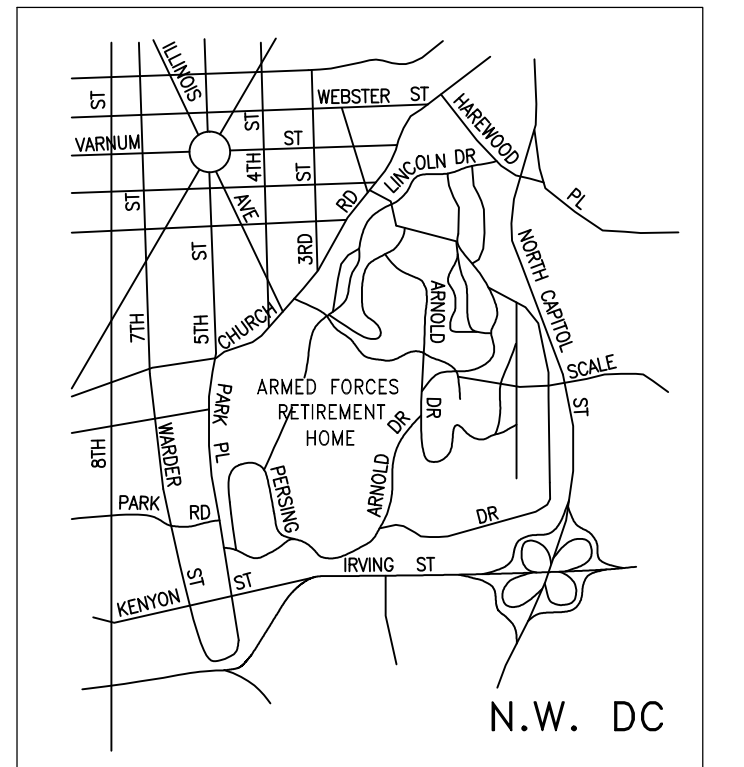 ILLINOIS
AVE
ST
WEBSTER ST
HAREWOOD
PL
VARNUM
ST
4TH
ST
ST
3RD
ST
RD
LINCOLN DR
5TH
ST
7TH
CHURCH
ARNOLD
DR
NORTH CAPITOL
ST
SCALE
ARMED FORCES
RETIREMENT
HOME
PARK PL
WARDER
ST
8TH
PERSING
ARNOLD
DR
DR
PARK RD
IRVING ST
KENYON
ST
N.W. DC